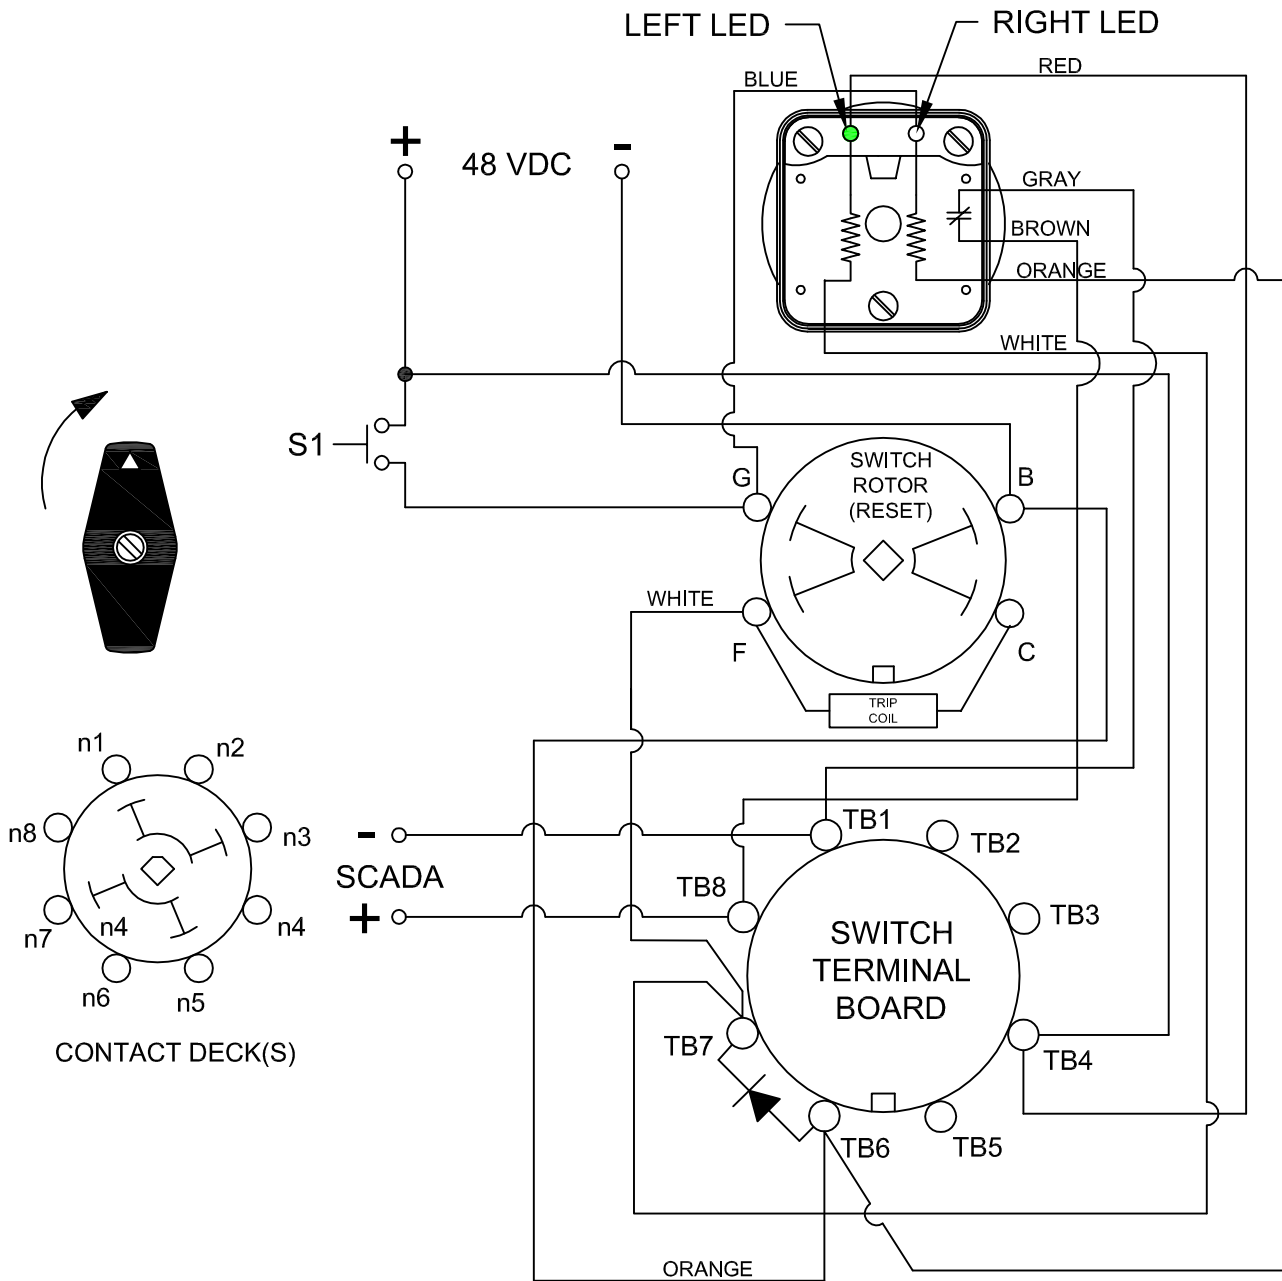 LEFT LED
RIGHT LED
RED
BLUE
+
48 VDC
-
GRAY
BROWN
ORANGE
WHITE
S1
SWITCH
ROTOR
(RESET)
G
B
WHITE
F
C
TRIP
COIL
n1
n2
n8
n3
n7
n4
n4
n6
n5
CONTACT DECK(S)
-
SCADA
+
TB1
TB2
TB8
TB3
SWITCH
TERMINAL
BOARD
TB7
TB4
TB6
TB5
ORANGE